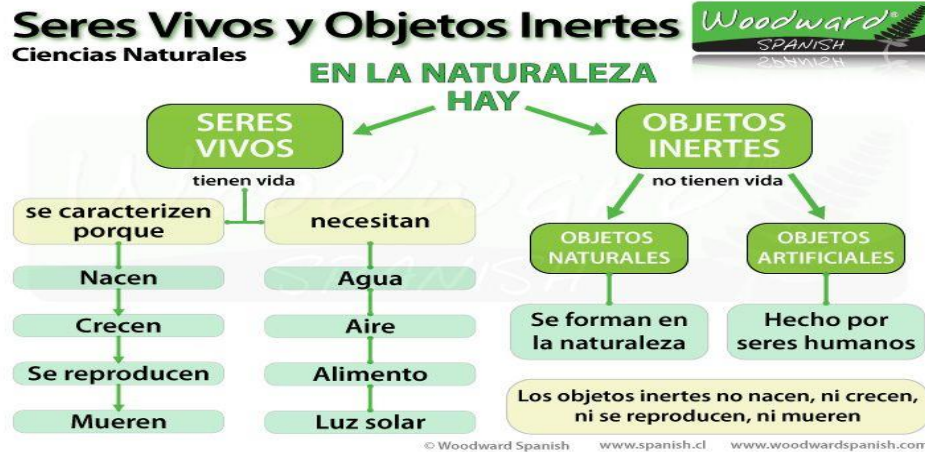 Seres Vivos y Objetos Inertes
Woodward®
SPANISH
Ciencias Naturales
EN LA NATURALEZA
HAY
SERES
VIVOS
tienen vida
se caracterizen
porque
Nacen
Crecen
Se reproducen
Mueren
necesitan
Agua
Aire
Alimento
Luz solar
OBJETOS
INERTES
no tienen vida
OBJETOS
NATURALES
Se forman en
la naturaleza
OBJETOS
ARTIFICIALES
Hecho por
seres humanos
Los objetos inertes no nacen, ni crecen,
ni se reproducen, ni mueren
© Woodward Spanish www.spanish.cl www.woodwardspanish.com